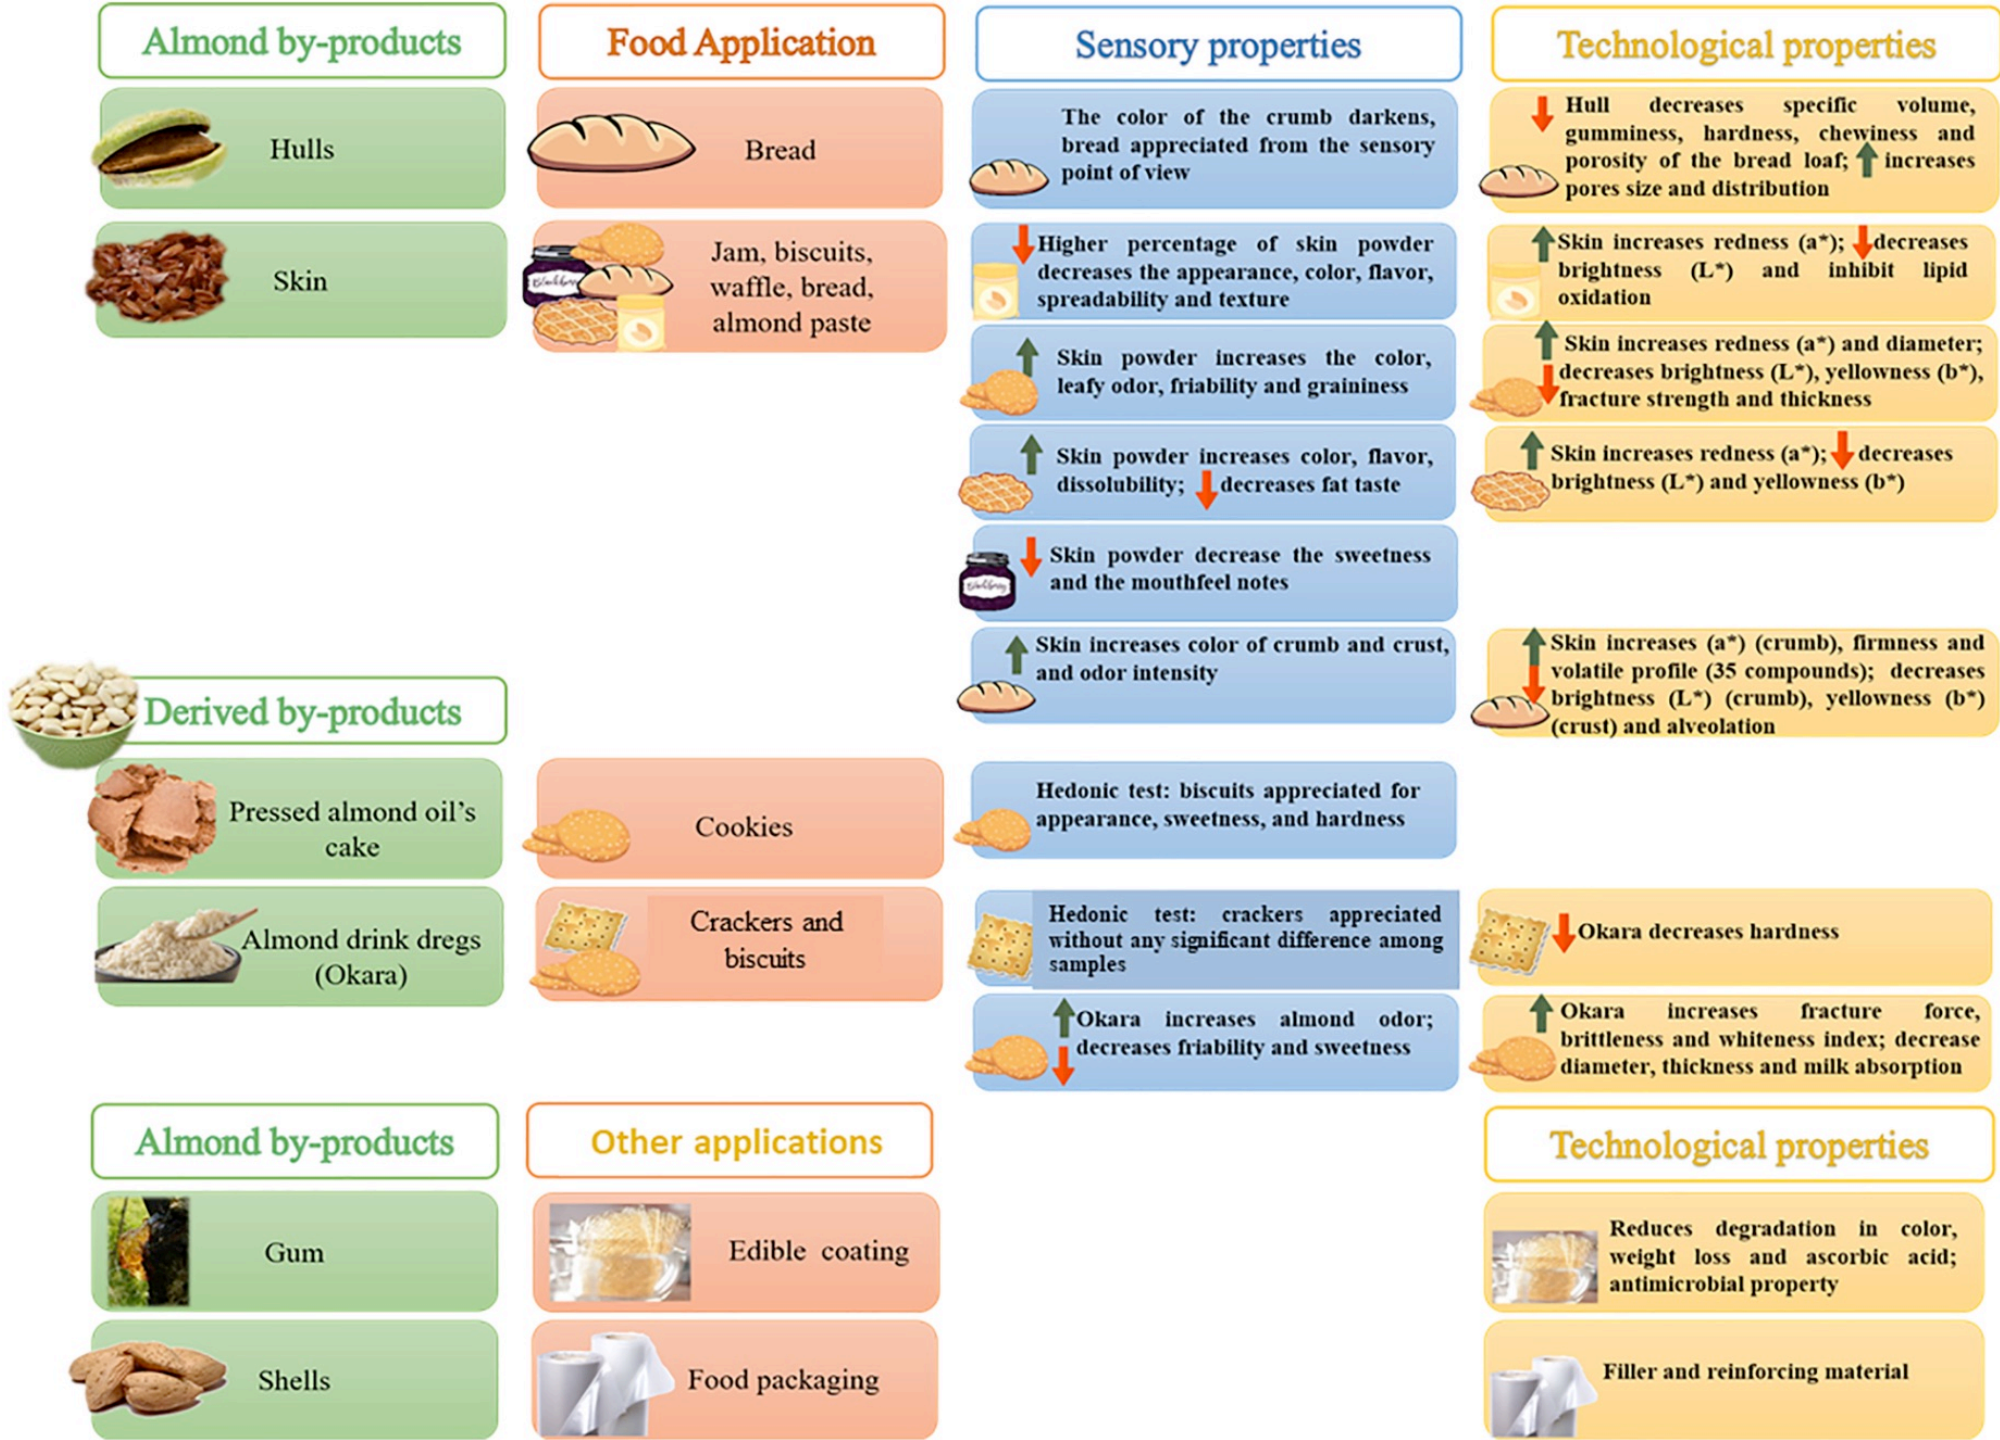 Almond by-products
Food Application
Sensory properties
Technological properties
Hulls
Bread
The color of the crumb darkens,
bread appreciated from the sensory
point of view
Hull decreases specific volume,
gumminess, hardness, chewiness and
porosity of the bread loaf; increases
pores size and distribution
Skin
Jam, biscuits,
waffle, bread,
almond paste
Blackberry
Higher percentage of skin powder
decreases the appearance, color, flavor,
spreadability and texture
Skin increases redness (a*); decreases
brightness (L*) and inhibit lipid
oxidation
Skin powder increases the color,
leafy odor, friability and graininess
Skin increases redness (a*) and diameter;
decreases brightness (L*), yellowness (b*),
fracture strength and thickness
Skin powder increases color, flavor,
dissolubility; decreases fat taste
Skin increases redness (a*); decreases
brightness (L*) and yellowness (b*)
Blackberry
Skin powder decrease the sweetness
and the mouthfeel notes
Skin increases color of crumb and crust,
and odor intensity
Skin increases (a*) (crumb), firmness and
volatile profile (35 compounds); decreases
brightness (L*) (crumb), yellowness (b*)
(crust) and alveolation
Derived by-products
Pressed almond oil’s
cake
Cookies
Hedonic test: biscuits appreciated for
appearance, sweetness, and hardness
Almond drink dregs
(Okara)
Crackers and
biscuits
Hedonic test: crackers appreciated
without any significant difference among
samples
Okara decreases hardness
Okara increases almond odor;
decreases friability and sweetness
Okara increases fracture force,
brittleness and whiteness index; decrease
diameter, thickness and milk absorption
Almond by-products
Other applications
Technological properties
Gum
Edible coating
Reduces degradation in color,
weight loss and ascorbic acid;
antimicrobial property
Shells
Food packaging
Filler and reinforcing material